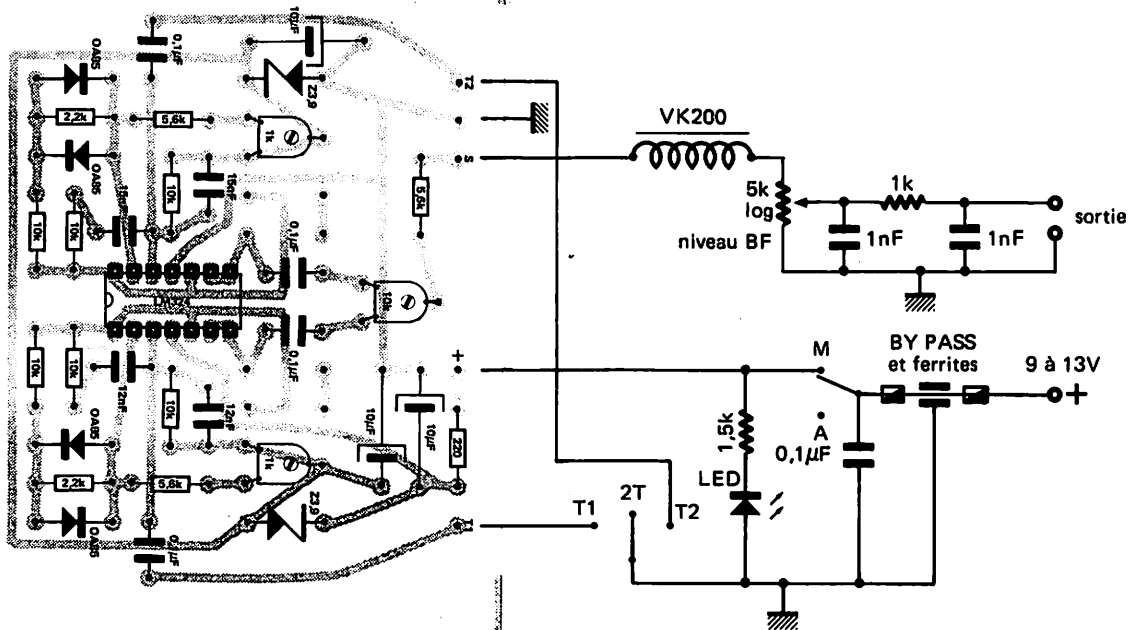 OA85
0,1µF
10µF
Z3,9
T2
2,2k
5,6k
1k
S
OA85
15nF
10k
15nF
5,6k
10k
10k
0,1µF
LM324
10k
0,1µF
+
10k
10k
12nF
10k
12nF
10µF
10µF
220
OA85
1k
2,2k
5,6k
Z3,9
OA85
0,1µF
T1
VK200
5k
log
niveau BF
1k
1nF
1nF
sortie
BY PASS
et ferrites
9 à 13V
+
M
A
1,5k
0,1µF
LED
T1
2T
T2